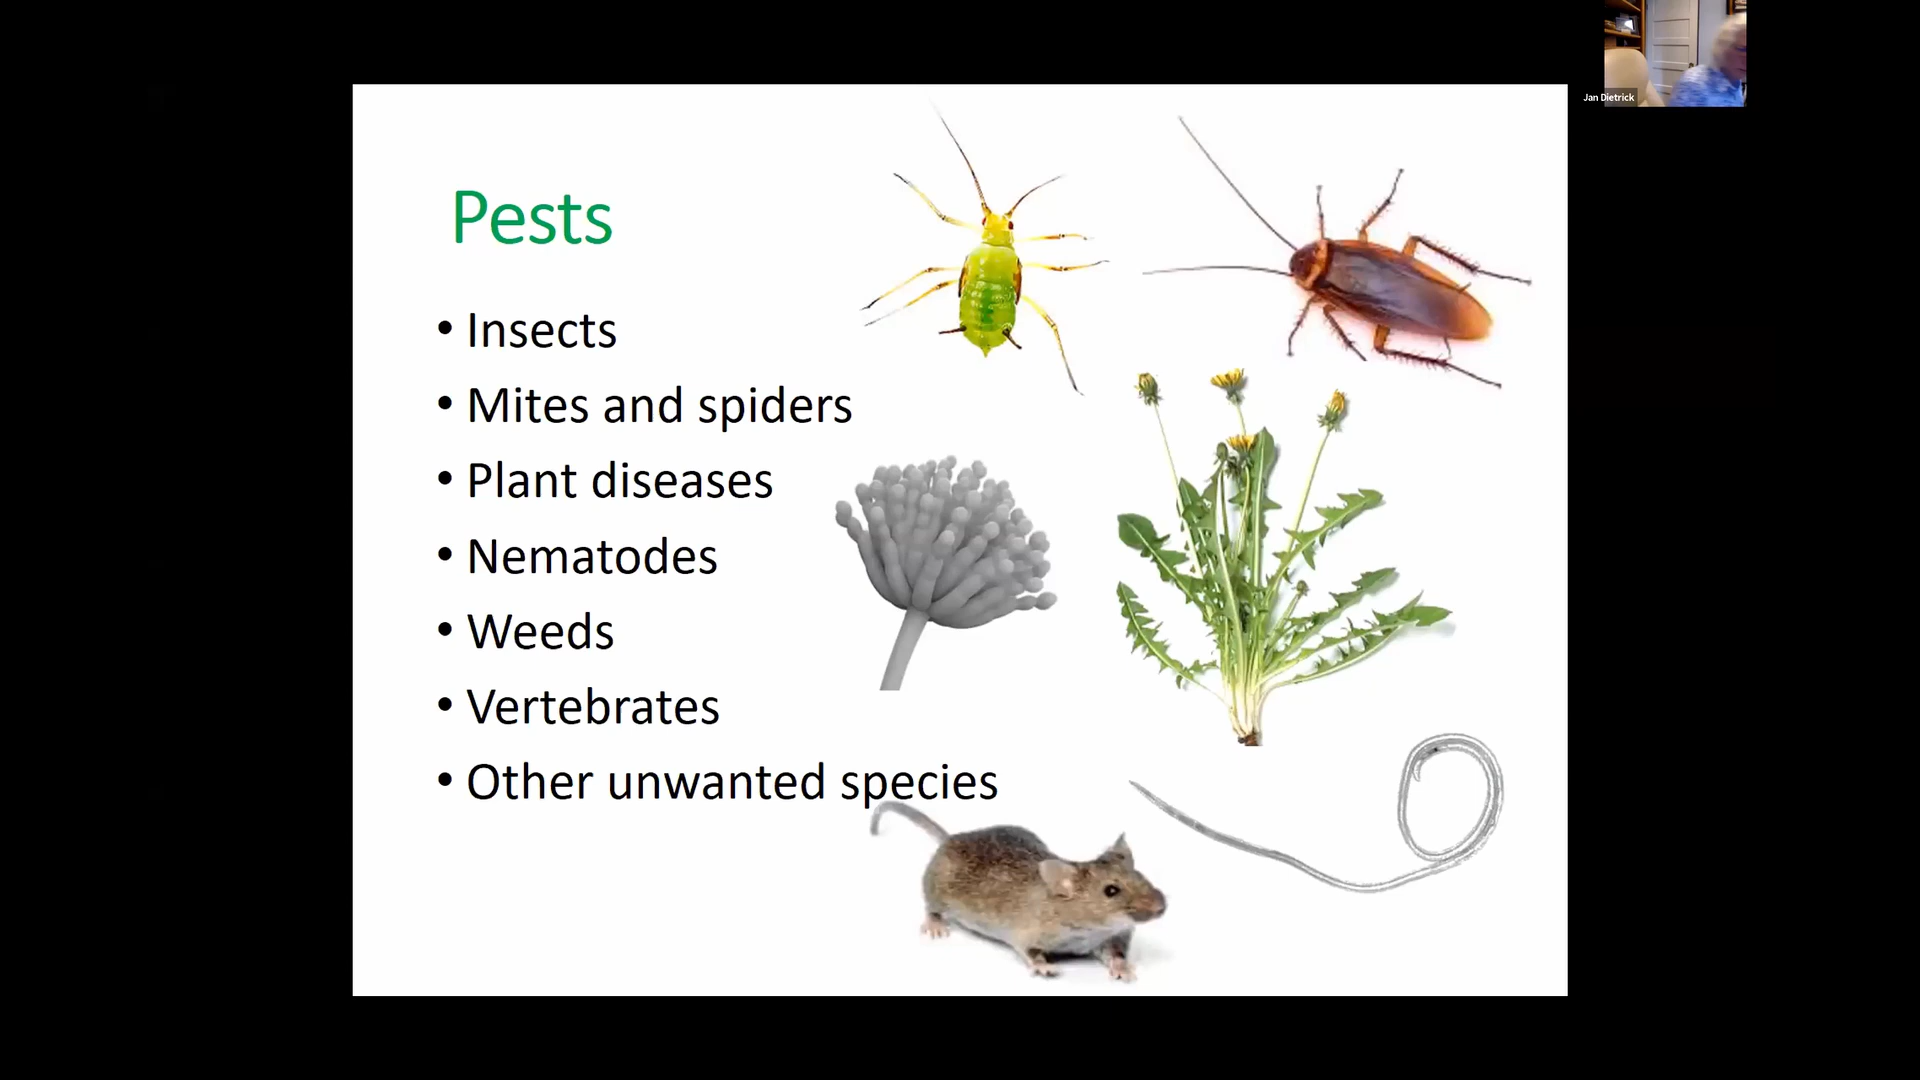 Jan Dietrick
Pests
• Insects
• Mites and spiders
• Plant diseases
• Nematodes
• Weeds
• Vertebrates
• Other unwanted species